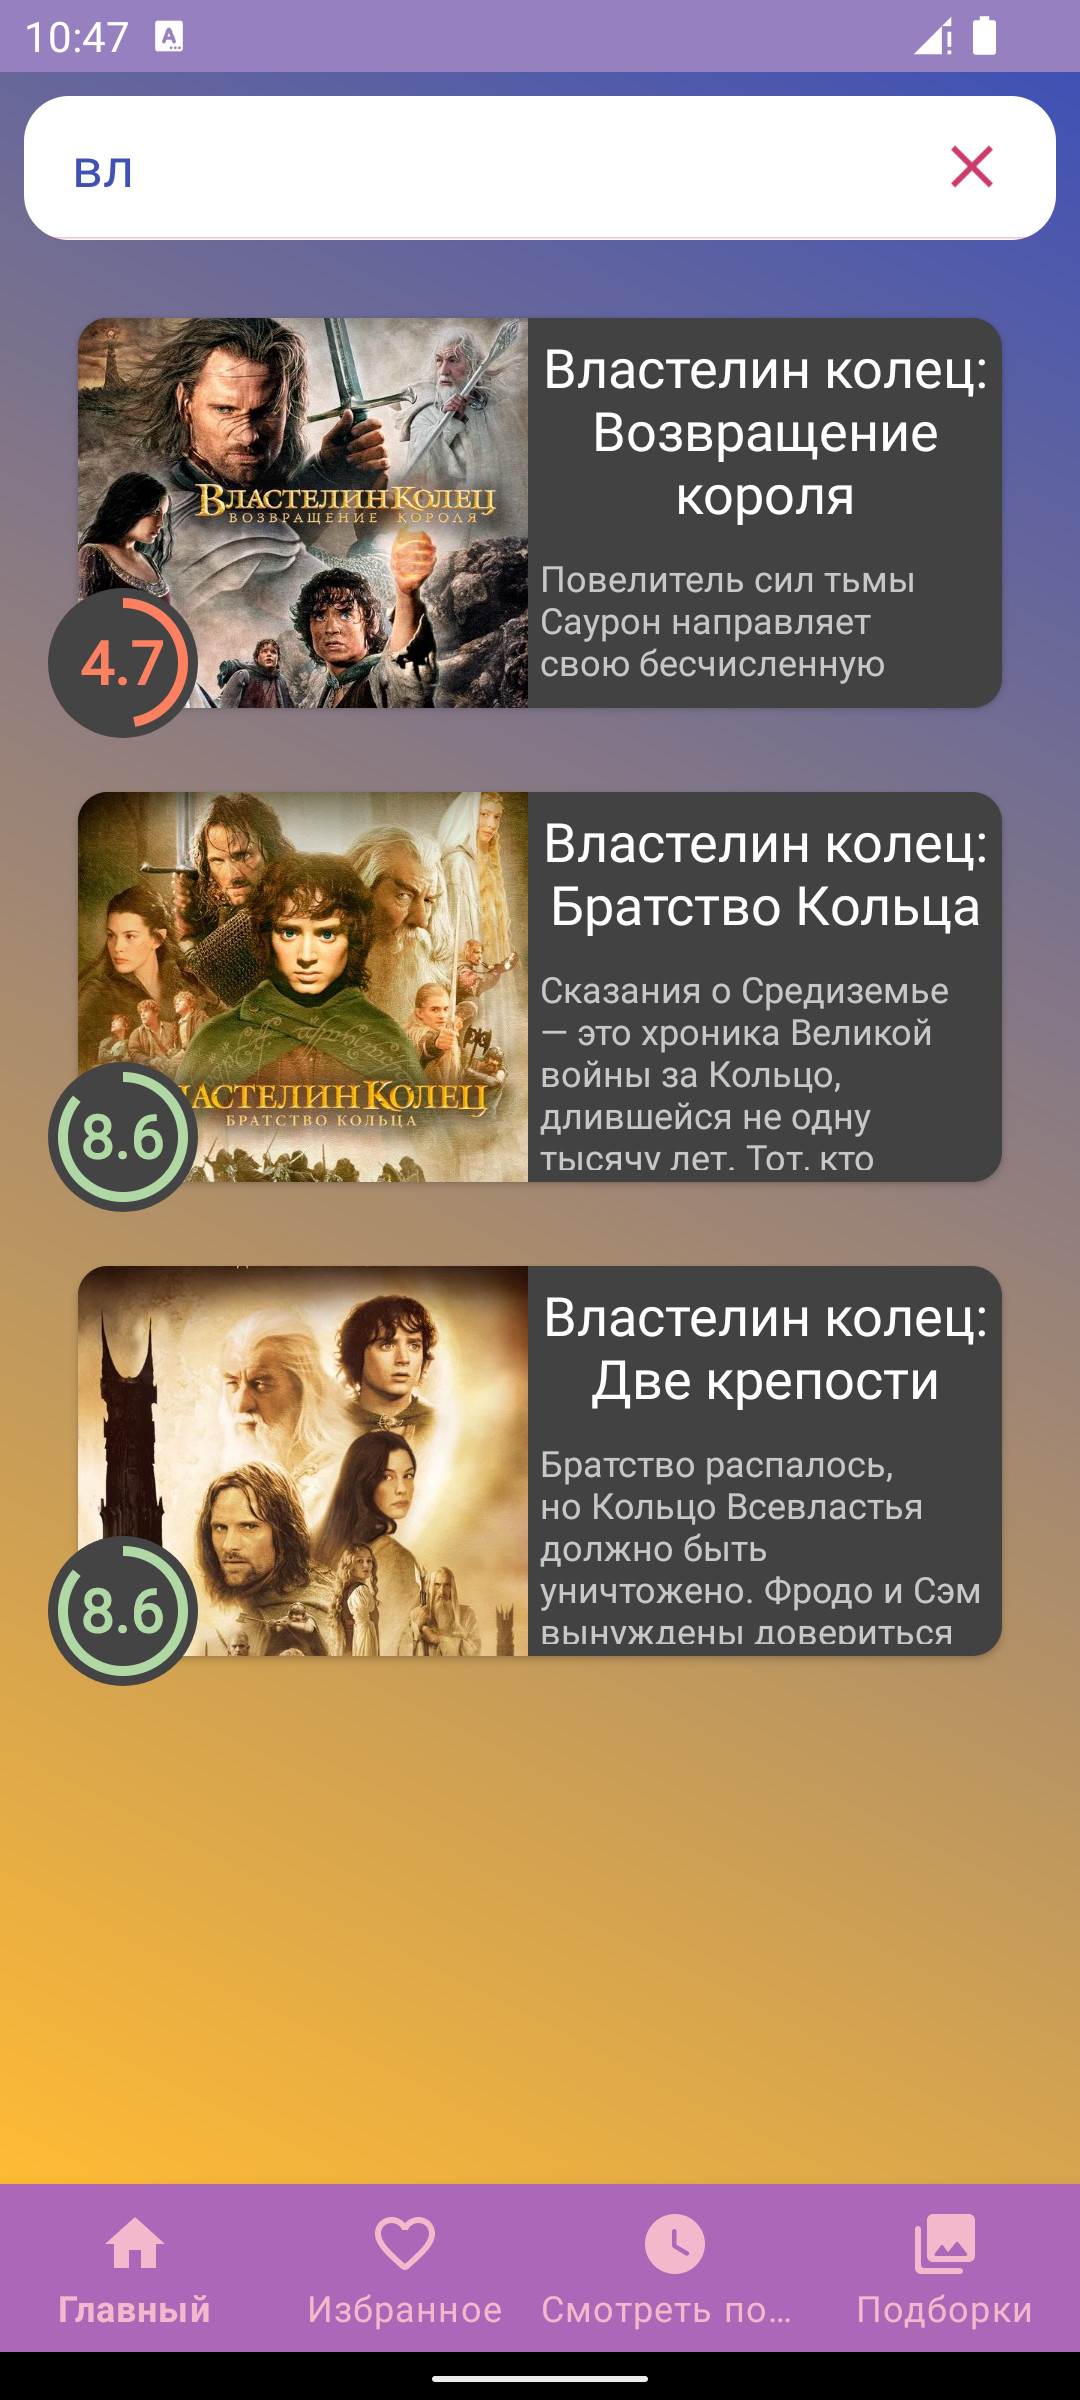 10:47
вл
Властелин колец:
Возвращение
короля
ВЛАСТЕЛИН КОЛЕЦ
ВОЗВРАЩЕНИЕ КОРОЛЯ
Повелитель сил тьмы
Саурон направляет
свою бесчисленную
4.7
Властелин колец:
Братство Кольца
Сказания о Средиземье
— это хроника Великой
войны за Кольцо,
длившейся не одну
тысячу лет. Тот, кто
ЛАСТЕЛИН КОЛЕЦ
БРАТСТВО КОЛЬЦА
8.6
Властелин колец:
Две крепости
Братство распалось,
но Кольцо Всевластья
должно быть
уничтожено. Фродо и Сэм
вынуждены довериться
8.6
Главный
Избранное
Смотреть по...
Подборки